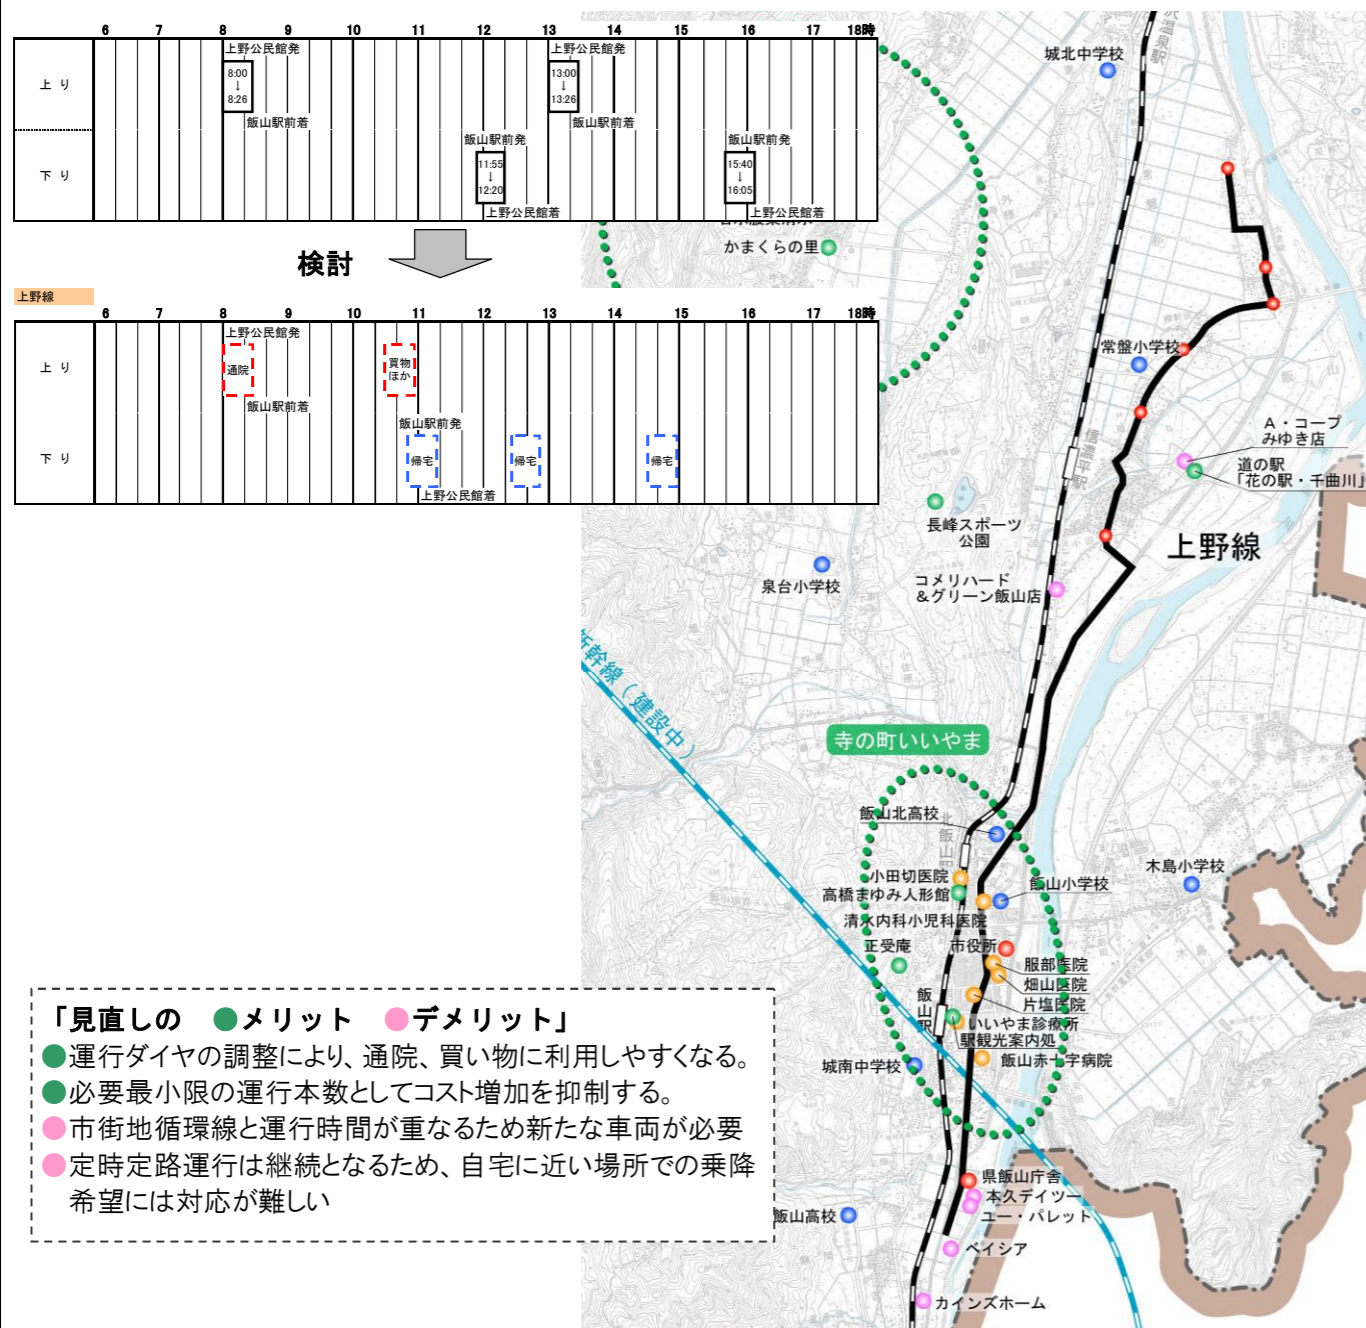 6 7 8 9 10 11 12 13 14 15 16 17 18時
上り
上野公民館発
8:00
↓
8:26
飯山駅前着
上野公民館発
13:00
↓
13:26
飯山駅前着
下り
飯山駅前発
11:55
↓
12:20
上野公民館着
飯山駅前発
15:40
↓
16:05
上野公民館着
検討
上野線
6 7 8 9 10 11 12 13 14 15 16 17 18時
上り
上野公民館発
通院
飯山駅前着
買物
ほか
下り
飯山駅前発
帰宅
上野公民館着
帰宅
帰宅
「見直しの ●メリット ●デメリット」
●運行ダイヤの調整により、通院、買い物に利用しやすくなる。
●必要最小限の運行本数としてコスト増加を抑制する。
●市街地循環線と運行時間が重なるため新たな車両が必要
●定時定路運行は継続となるため、自宅に近い場所での乗降
希望には対応が難しい
温泉駅
城北中学校
かまくらの里
常盤小学校
A・コープ
みゆき店
道の駅
「花の駅・千曲川」
信濃平駅
長峰スポーツ
公園
上野線
泉台小学校
コメリハード
&グリーン飯山店
新幹線(建設中)
寺の町いいやま
飯山北高校
北飯山
小田切医院
高橋まゆみ人形館
飯山小学校
木島小学校
清水内科小児科医院
正受庵
市役所
服部医院
畑山医院
片塩医院
飯山駅
いいやま診療所
駅観光案内処
城南中学校
飯山赤十字病院
県飯山庁舎
本久デイツー
ユー・パレット
飯山高校
ベイシア
カインズホーム